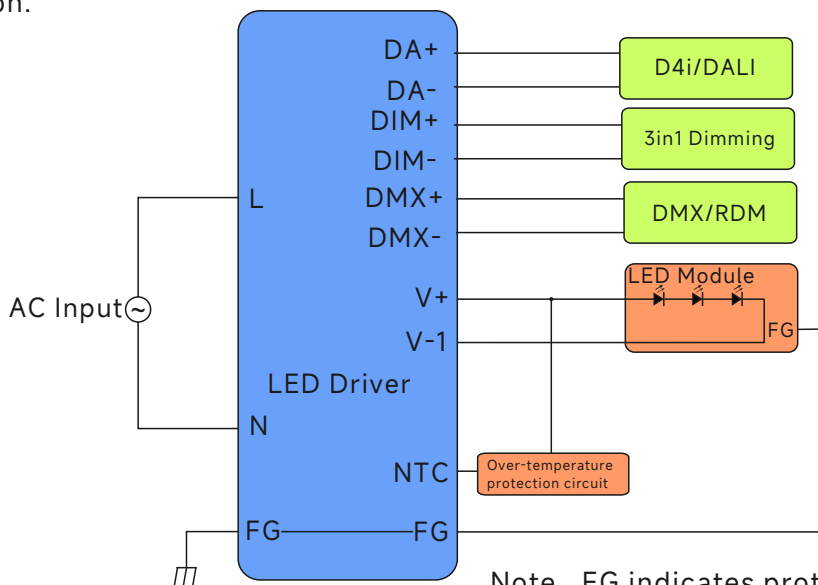 on.
DA+
DA-
D4i/DALI
DIM+
DIM-
3in1 Dimming
L
DMX+
DMX-
DMX/RDM
AC Input
~
V+
V-1
LED Module
FG
LED Driver
N
NTC
Over-temperature
protection circuit
FG
FG
Note FG indicates prot